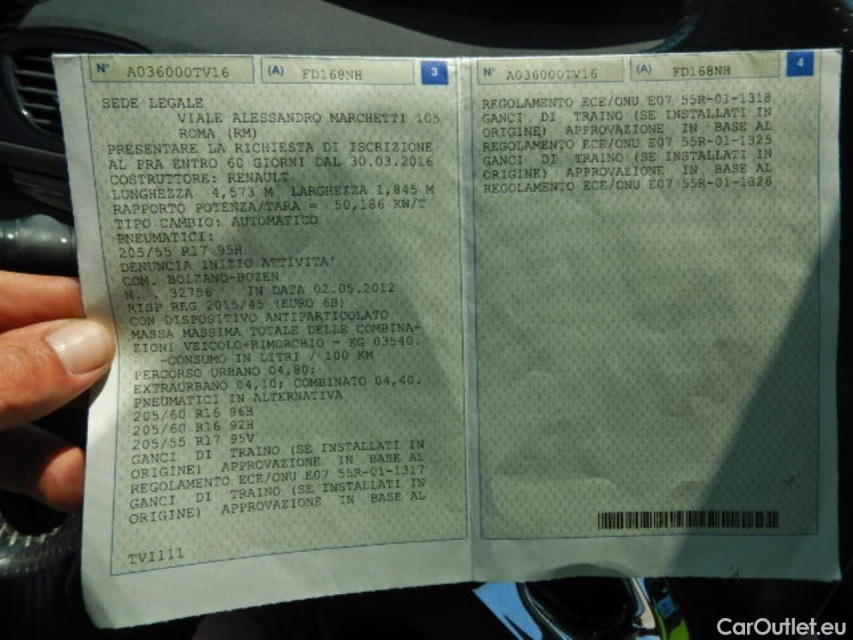 N° A036000TV16 (A) FD168NH 3
SEDE LEGALE
VIALE ALESSANDRO MARCHETTI 105
ROMA (RM)
PRESENTARE LA RICHIESTA DI ISCRIZIONE
AL PRA ENTRO 60 GIORNI DAL 30.03.2016
COSTRUTTORE: RENAULT
LUNGHEZZA 4,573 M LARGHEZZA 1,845 M
RAPPORTO POTENZA/TARA = 50,186 KW/T
TIPO CAMBIO: AUTOMATICO
PNEUMATICI:
205/55 R17 95H
DENUNCIA INIZIO ATTIVITA'
COM. BOLZANO-BOZEN
N. . 32756 IN DATA 02.05.2012
RISP REG 2015/45 (EURO 6B)
CON DISPOSITIVO ANTIPARTICOLATO
MASSA MASSIMA TOTALE DELLE COMBINA-
ZIONI VEICOLO-RIMORCHIO = KG 03540.
-CONSUMO IN LITRI / 100 KM
PERCORSO URBANO 04,80;
EXTRAURBANO 04,10; COMBINATO 04,40.
PNEUMATICI IN ALTERNATIVA
205/60 R16 96H
205/60 R16 92H
205/55 R17 95V
GANCI DI TRAINO (SE INSTALLATI IN
ORIGINE) APPROVAZIONE IN BASE AL
REGOLAMENTO ECE/ONU E07 55R-01-1317
GANCI DI TRAINO (SE INSTALLATI IN
ORIGINE) APPROVAZIONE IN BASE AL
TV1111
N° A036000TV16 (A) FD168NH 4
REGOLAMENTO ECE/ONU E07 55R-01-1318
GANCI DI TRAINO (SE INSTALLATI IN
ORIGINE) APPROVAZIONE IN BASE AL
REGOLAMENTO ECE/ONU E07 55R-01-1325
GANCI DI TRAINO (SE INSTALLATI IN
ORIGINE) APPROVAZIONE IN BASE AL
REGOLAMENTO ECE/ONU E07 55R-01-1326
CarOutlet.eu